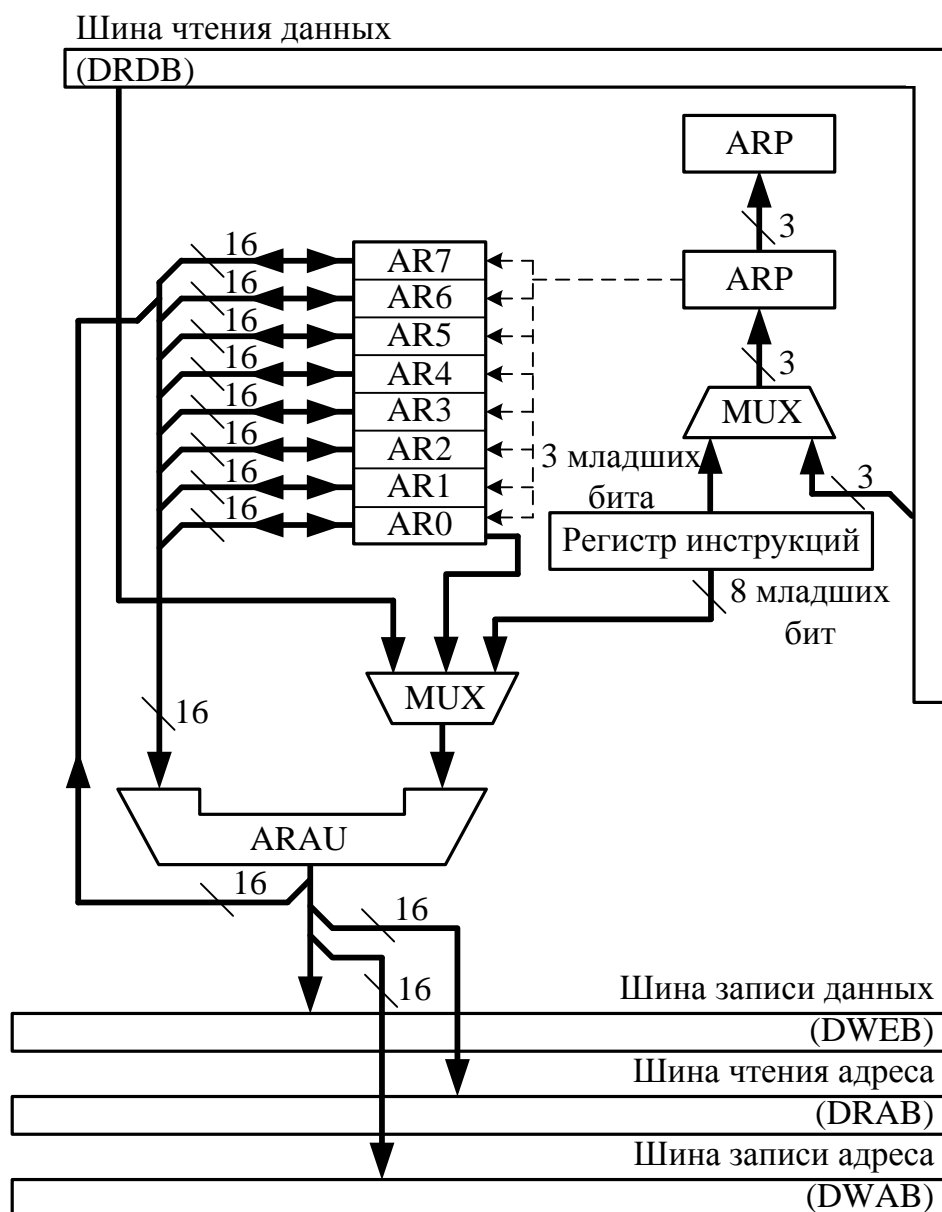 Шина чтения данных
(DRDB)
ARP
3
16
AR7
ARP
16
AR6
16
AR5
3
16
AR4
16
AR3
MUX
16
AR2
3 младших
бита
3
16
AR1
16
AR0
Регистр инструкций
8 младших
бит
MUX
16
ARAU
16
16
16
Шина записи данных
(DWEB)
Шина чтения адреса
(DRAB)
Шина записи адреса
(DWAB)